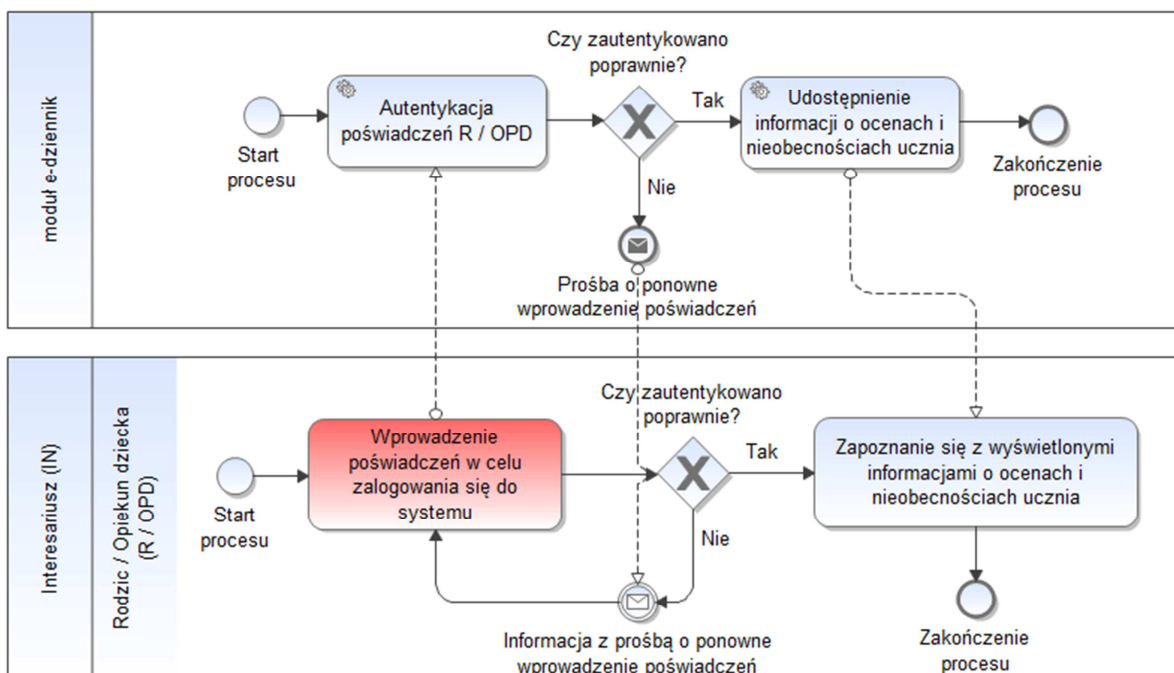 moduł e-dziennik
Start
procesu
Autentykacja
poświadczeń R / OPD
Czy zautentykowano
poprawnie?
Tak
Nie
Prośba o ponowne
wprowadzenie poświadczeń
Udostępnienie
informacji o ocenach i
nieobecnościach ucznia
Zakończenie
procesu
Interesariusz (IN)
Rodzic / Opiekun dziecka
(R / OPD)
Start
procesu
Wprowadzenie
poświadczeń w celu
zalogowania się do
systemu
Czy zautentykowano
poprawnie?
Tak
Nie
Informacja z prośbą o ponowne
wprowadzenie poświadczeń
Zapoznanie się z wyświetlonymi
informacjami o ocenach i
nieobecnościach ucznia
Zakończenie
procesu